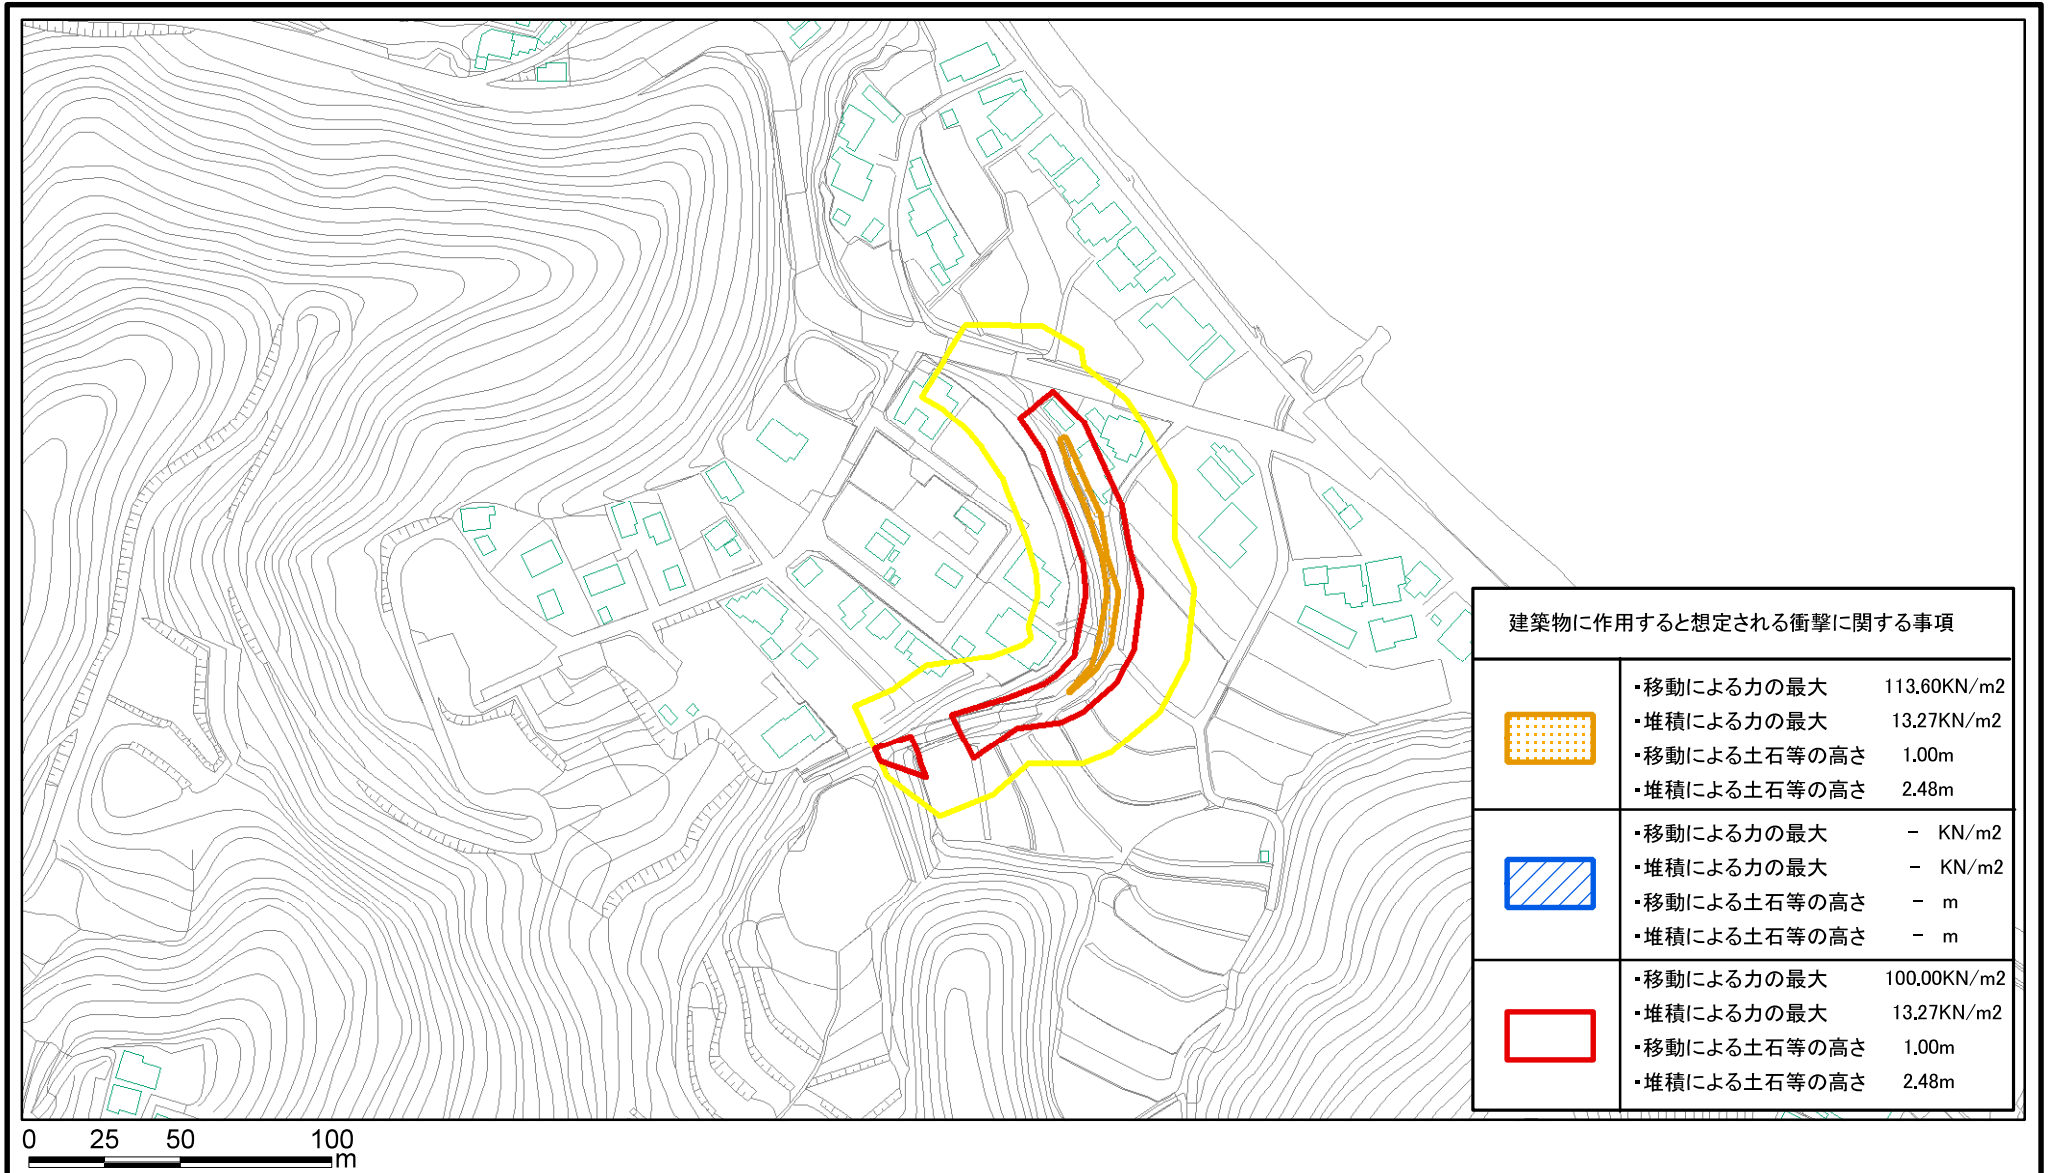 建築物に作用すると想定される衝撃に関する事項
・移動による力の最大 113.60KN/m2
・堆積による力の最大 13.27KN/m2
・移動による土石等の高さ 1.00m
・堆積による土石等の高さ 2.48m
・移動による力の最大 － KN/m2
・堆積による力の最大 － KN/m2
・移動による土石等の高さ － m
・堆積による土石等の高さ － m
・移動による力の最大 100.00KN/m2
・堆積による力の最大 13.27KN/m2
・移動による土石等の高さ 1.00m
・堆積による土石等の高さ 2.48m
0 25 50 100
m